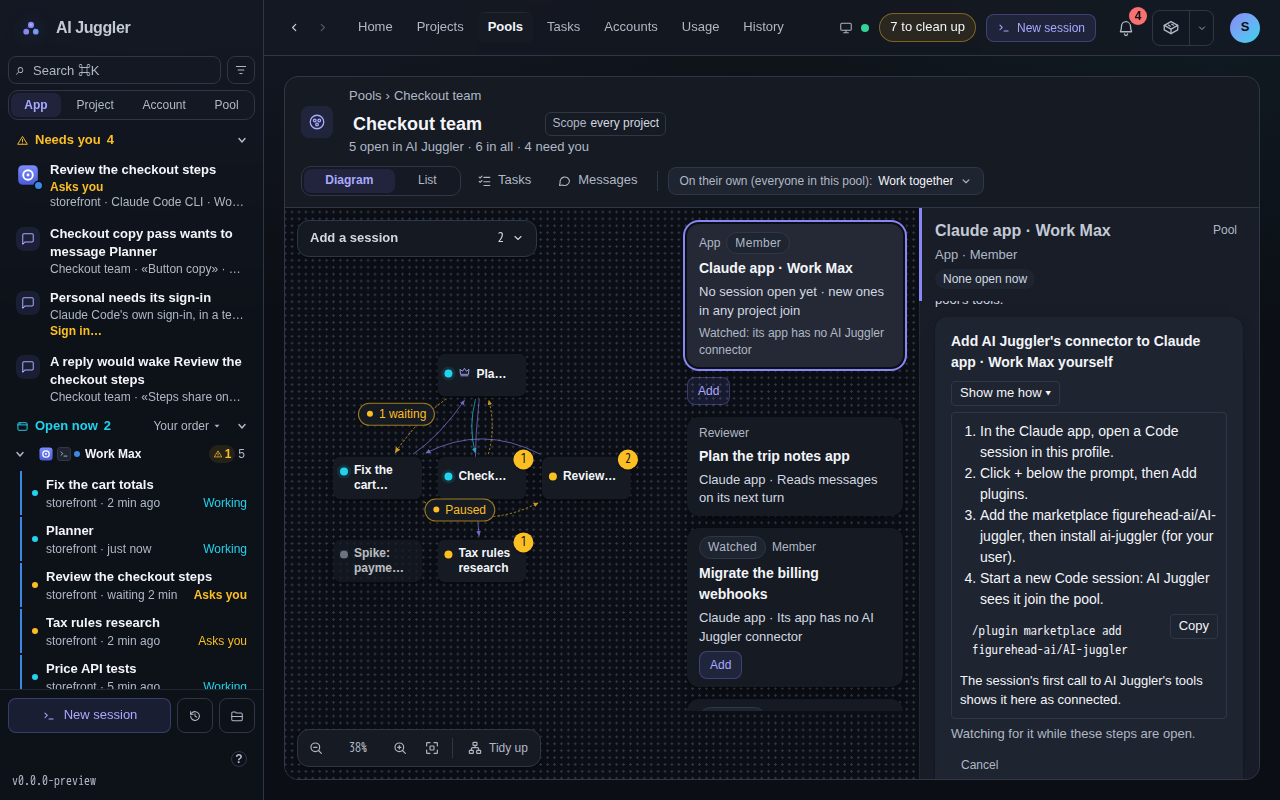 AI Juggler
Search ⌘K
App Project Account Pool
Needs you 4
Review the checkout steps
Asks you
storefront · Claude Code CLI · Wo…
Checkout copy pass wants to
message Planner
Checkout team · «Button copy» · …
Personal needs its sign-in
Claude Code's own sign-in, in a te…
Sign in…
A reply would wake Review the
checkout steps
Checkout team · «Steps share on…
Open now 2 Your order
Work Max 1 5
Fix the cart totals
storefront · 2 min ago Working
Planner
storefront · just now Working
Review the checkout steps
storefront · waiting 2 min Asks you
Tax rules research
storefront · 2 min ago Asks you
Price API tests
storefront · 5 min ago Working
New session
?
v0.0.0-preview
Home Projects Pools Tasks Accounts Usage History
7 to clean up
New session
4
S
Pools › Checkout team
Checkout team
Scope every project
5 open in AI Juggler · 6 in all · 4 need you
Diagram List Tasks Messages
On their own (everyone in this pool): Work together
Add a session 2
Pla…
1 waiting
Fix the
cart…
Check…
1
Review…
2
Paused
Spike:
payme…
Tax rules
research
1
38%
Tidy up
App Member
Claude app · Work Max
No session open yet · new ones
in any project join
Watched: its app has no AI Juggler
connector
Add
Reviewer
Plan the trip notes app
Claude app · Reads messages
on its next turn
Watched Member
Migrate the billing
webhooks
Claude app · Its app has no AI
Juggler connector
Add
Claude app · Work Max Pool
App · Member
None open now
pool's tools.
Add AI Juggler's connector to Claude
app · Work Max yourself
Show me how ▾
1. In the Claude app, open a Code
session in this profile.
2. Click + below the prompt, then Add
plugins.
3. Add the marketplace figurehead-ai/AI-
juggler, then install ai-juggler (for your
user).
4. Start a new Code session: AI Juggler
sees it join the pool.
/plugin marketplace add
figurehead-ai/AI-juggler
Copy
The session's first call to AI Juggler's tools
shows it here as connected.
Watching for it while these steps are open.
Cancel